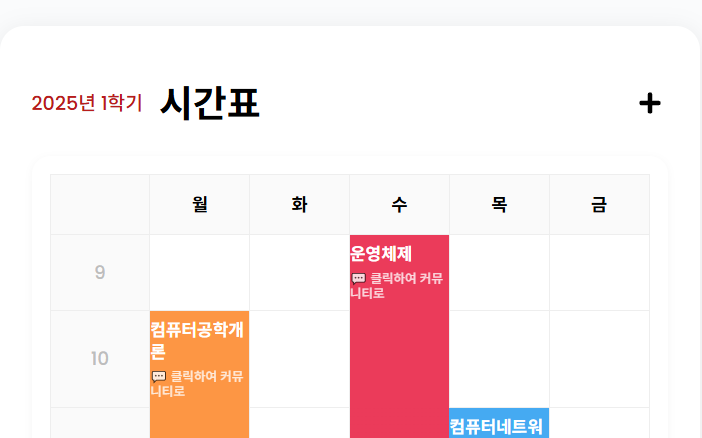 2025년 1학기 시간표
월 화 수 목 금
9
운영체제
💬 클릭하여 커뮤
니티로
10
컴퓨터공학개
론
💬 클릭하여 커뮤
니티로
컴퓨터네트워